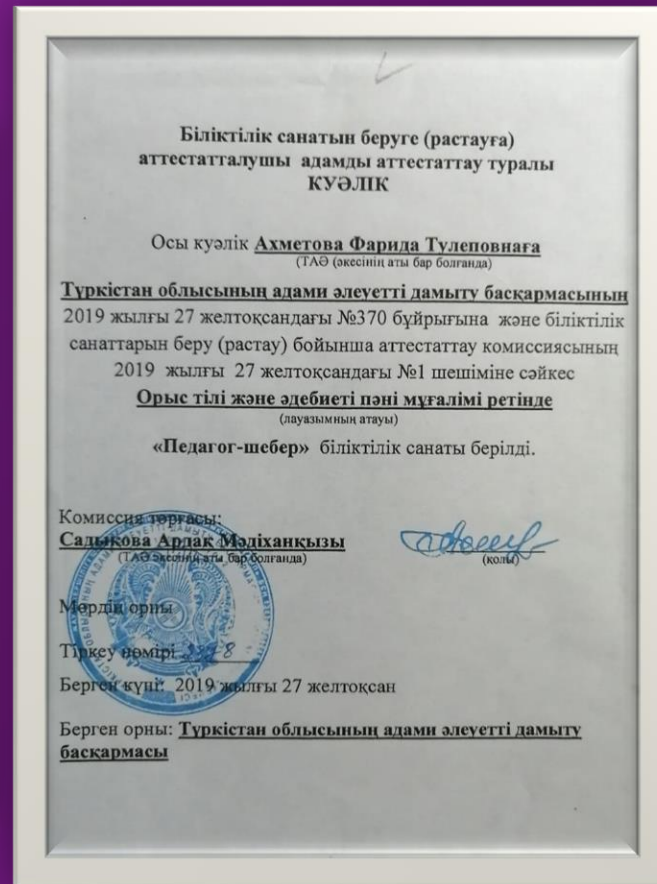 Біліктілік санатын беруге (растауға)
аттестатталушы адамды аттестаттау туралы
КУӘЛІК
Осы куәлік Ахметова Фарида Тулеповнаға
(ТАӘ (әкесінің аты бар болғанда)
Түркістан облысының адами әлеуетті дамыту басқармасының
2019 жылғы 27 желтоқсандағы №370 бұйрығына және біліктілік
санаттарын беру (растау) бойынша аттестаттау комиссиясының
2019 жылғы 27 желтоқсандағы №1 шешіміне сәйкес
Орыс тілі және әдебиеті пәні мұғалімі ретінде
(лауазымның атауы)
«Педагог-шебер» біліктілік санаты берілді.
Комиссия төрғасы:
Садықова Ардақ Мәдіханқызы
(ТАӘ әкесінің аты бар болғанда)
(қолы)
Мөрдің орны
Тіркеу нөмірі
Берген күні: 2019 жылғы 27 желтоқсан
Берген орны: Түркістан облысының адами әлеуетті дамыту
басқармасы